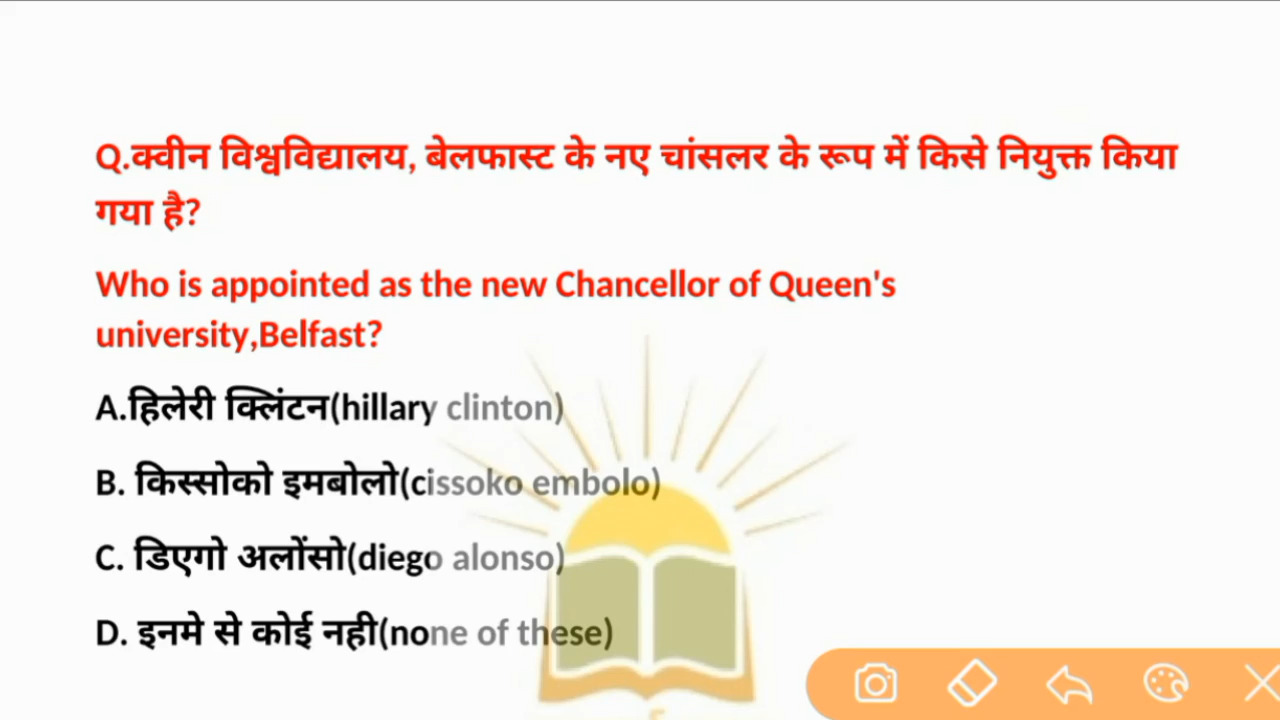 Q.क्वीन विश्वविद्यालय, बेलफास्ट के नए चांसलर के रूप में किसे नियुक्त किया
गया है?
Who is appointed as the new Chancellor of Queen's
university,Belfast?
A.हिलेरी क्लिंटन(hillary clinton)
B. किस्सोको इमबोलो(cissoko embolo)
C. डिएगो अलोंसो(diego alonso)
D. इनमे से कोई नही(none of these)